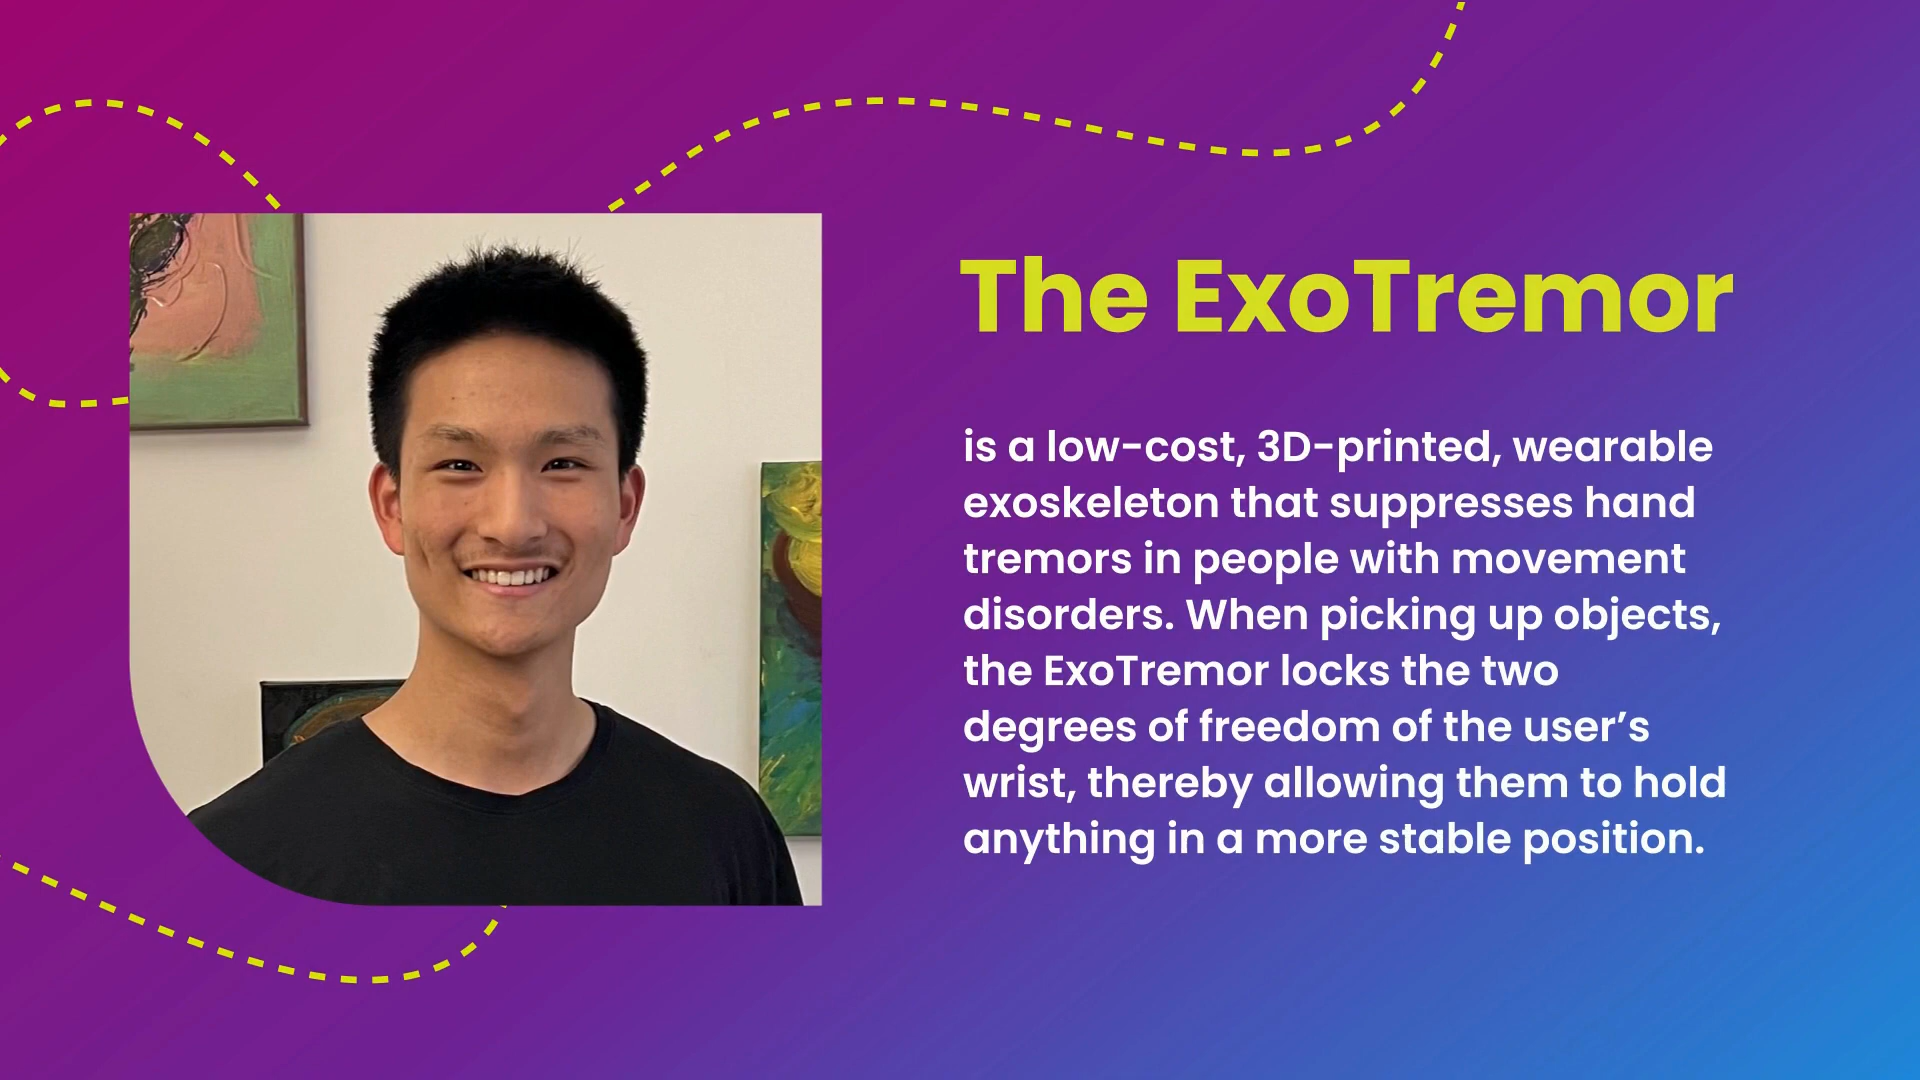 The ExoTremor
is a low-cost, 3D-printed, wearable
exoskeleton that suppresses hand
tremors in people with movement
disorders. When picking up objects,
the ExoTremor locks the two
degrees of freedom of the user’s
wrist, thereby allowing them to hold
anything in a more stable position.